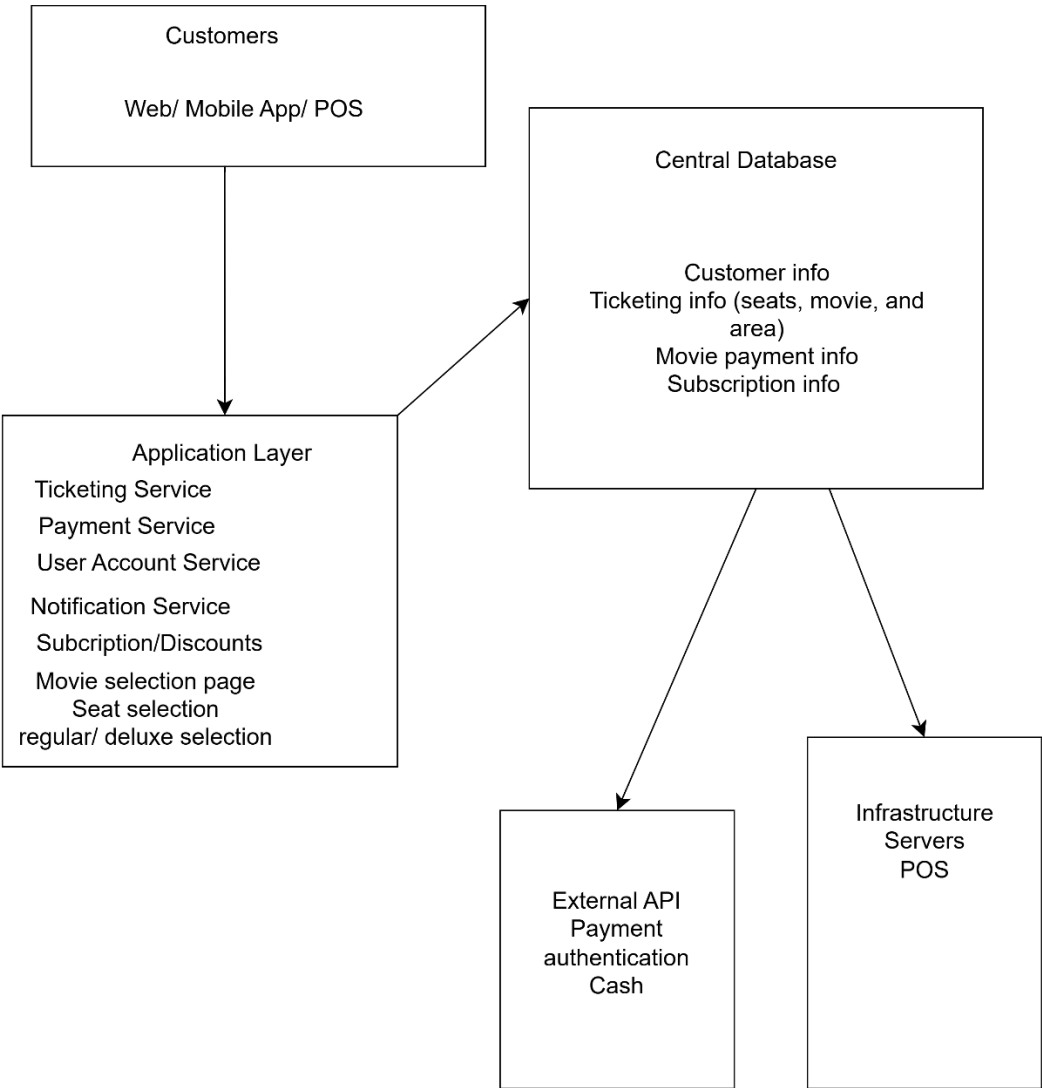 Customers
Web/ Mobile App/ POS
Central Database
Customer info
Ticketing info (seats, movie, and
area)
Movie payment info
Subscription info
Application Layer
Ticketing Service
Payment Service
User Account Service
Notification Service
Subcription/Discounts
Movie selection page
Seat selection
regular/ deluxe selection
External API
Payment
authentication
Cash
Infrastructure
Servers
POS